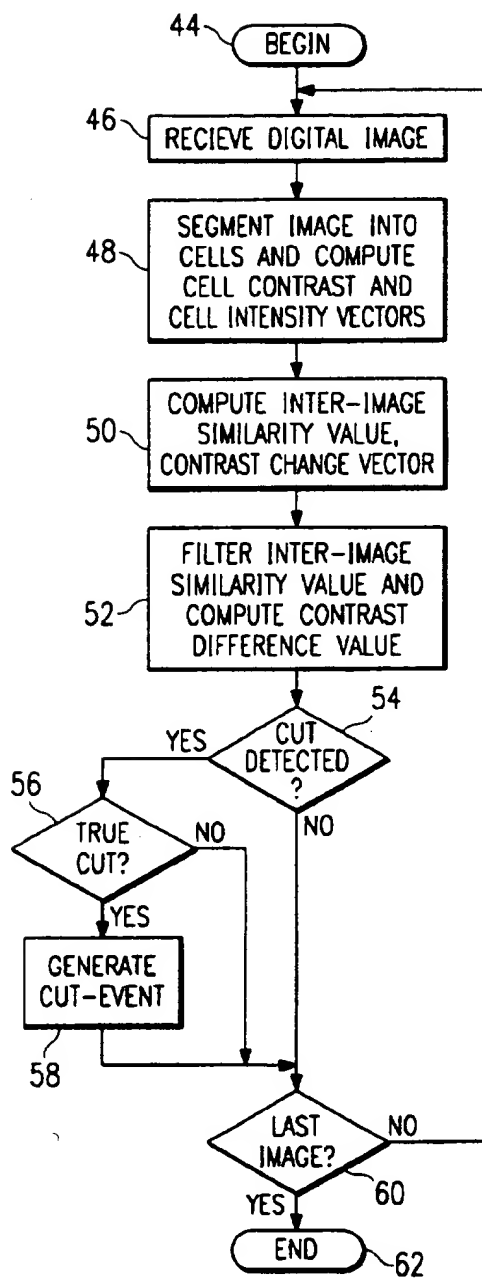 44
BEGIN
46
RECIEVE DIGITAL IMAGE
48
SEGMENT IMAGE INTO
CELLS AND COMPUTE
CELL CONTRAST AND
CELL INTENSITY VECTORS
50
COMPUTE INTER-IMAGE
SIMILARITY VALUE,
CONTRAST CHANGE VECTOR
52
FILTER INTER-IMAGE
SIMILARITY VALUE AND
COMPUTE CONTRAST
DIFFERENCE VALUE
54
CUT
DETECTED
?
YES
NO
56
TRUE
CUT?
NO
YES
GENERATE
CUT-EVENT
58
LAST
IMAGE?
NO
60
YES
END
62